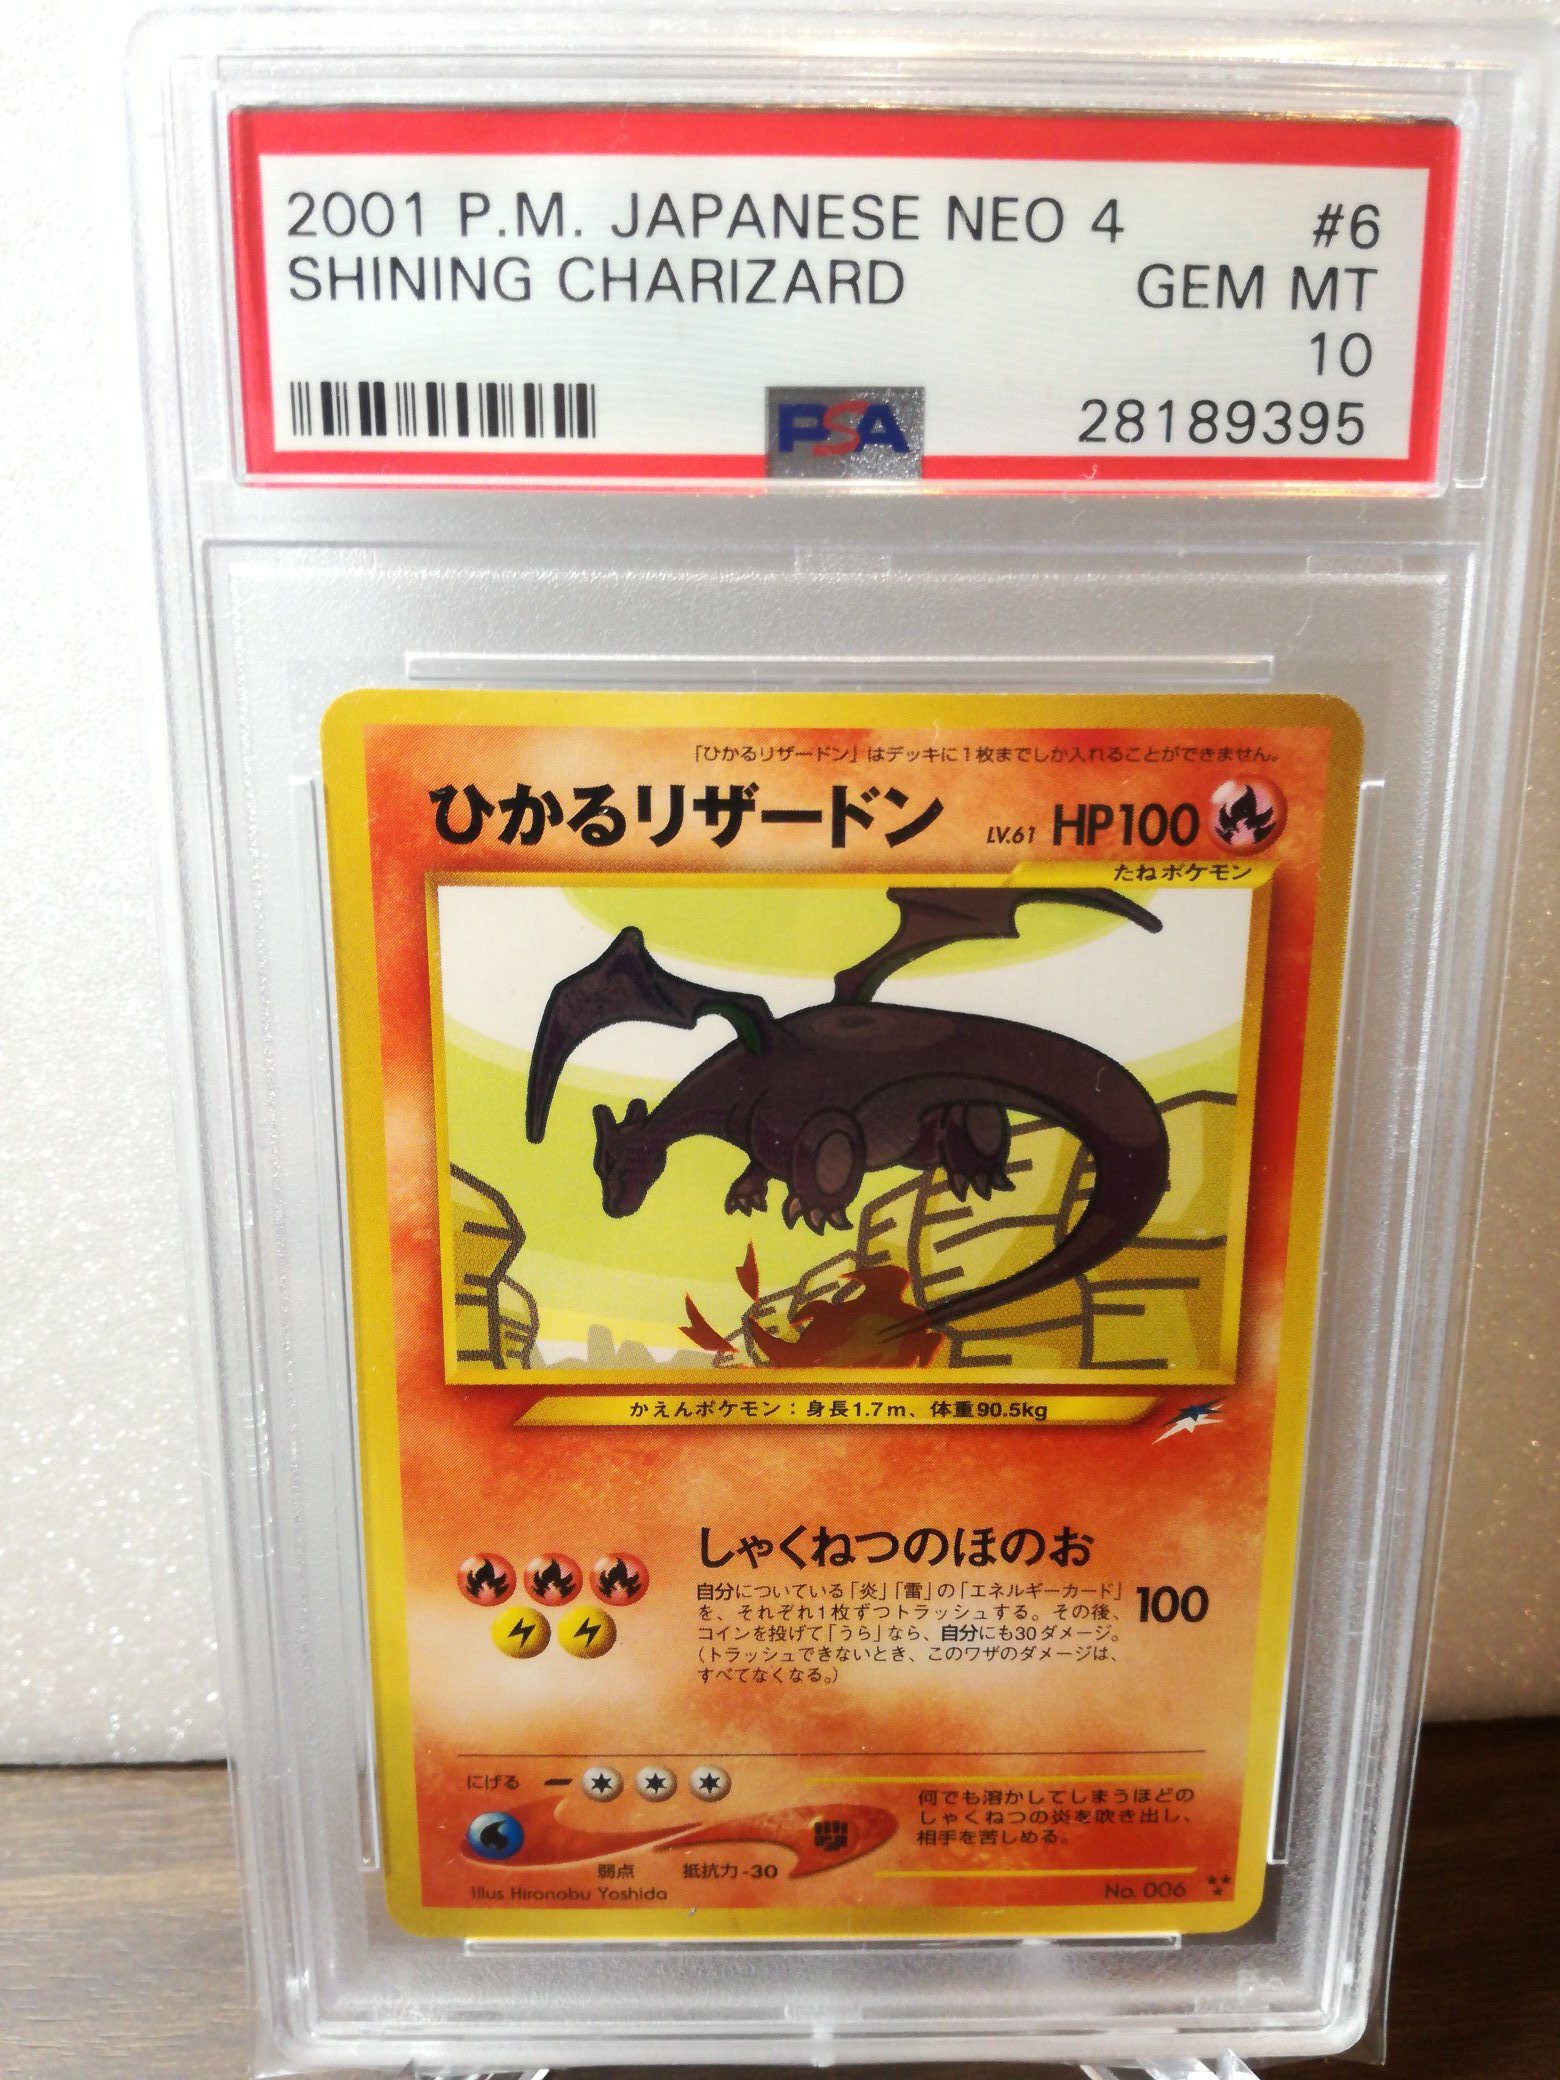 2001 P.M. JAPANESE NEO 4 #6
SHINING CHARIZARD GEM MT
10
PSA 28189395
「ひかるリザードン」はデッキに1枚までしか入れることができません。
ひかるリザードン LV.61 HP100
たねポケモン
かえんポケモン：身長1.7m、体重90.5kg
しゃくねつのほのお
自分についている「炎」「雷」の「エネルギーカード」
を、それぞれ1枚ずつトラッシュする。その後、 100
コインを投げて「うら」なら、自分にも30ダメージ。
（トラッシュできないとき、このワザのダメージは、
すべてなくなる。）
にげる
何でも溶かしてしまうほどの
しゃくねつの炎を吹き出し、
相手を苦しめる。
弱点 抵抗力-30
Illus. Hironobu Yoshida No. 006